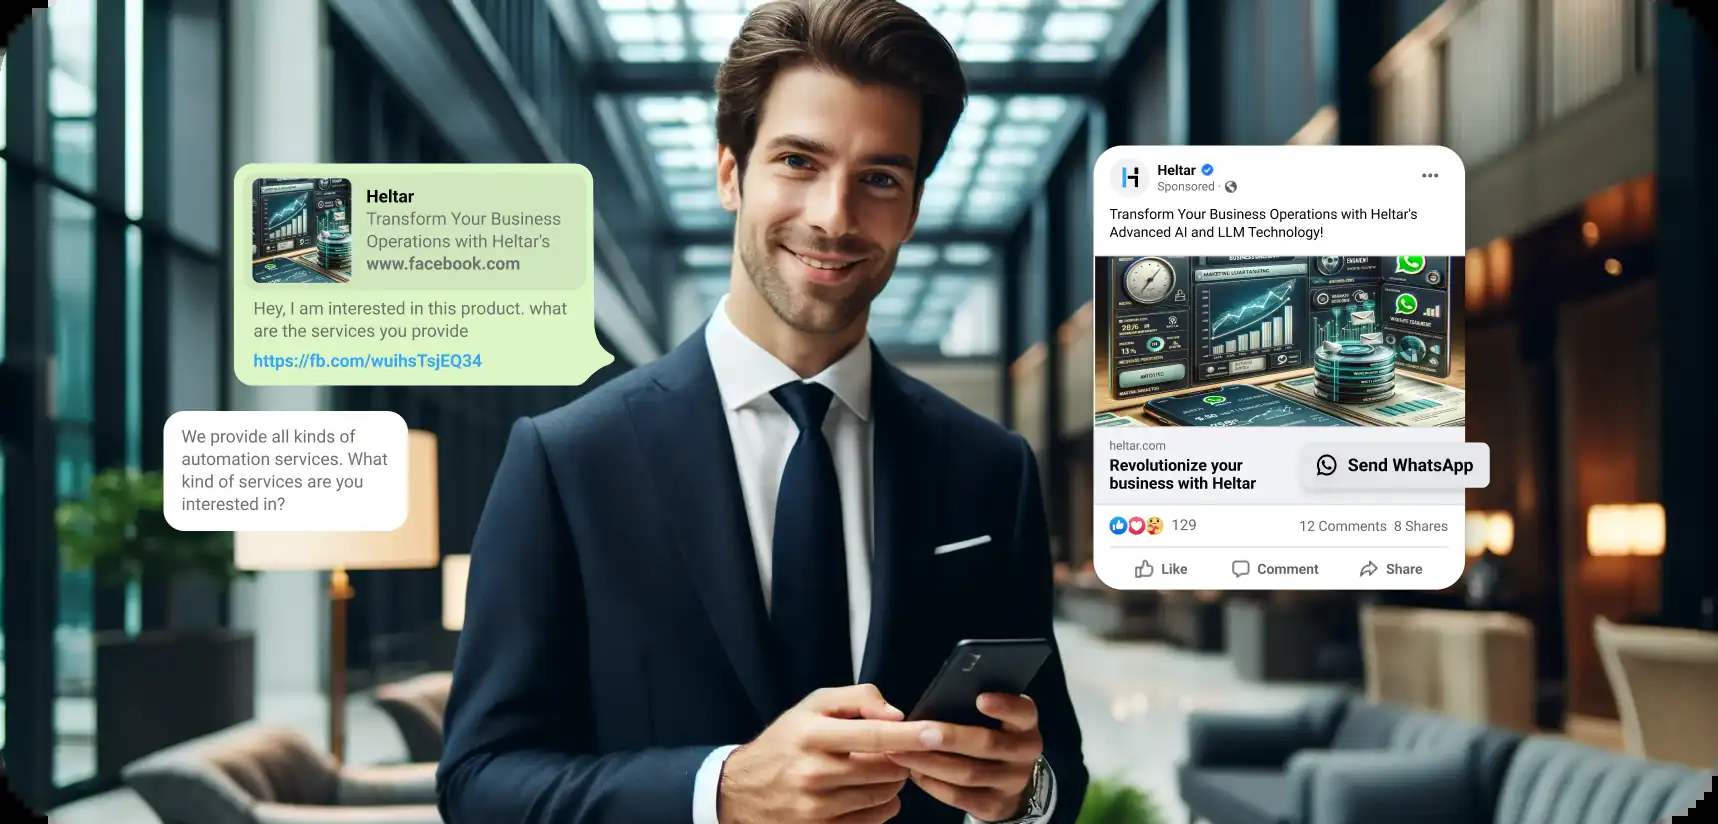 Heltar
Transform Your Business
Operations with Heltar's
www.facebook.com
Hey, I am interested in this product. what
are the services you provide
https://fb.com/wuihsTsjEQ34
We provide all kinds of
automation services. What
kind of services are you
interested in?
Heltar
Sponsored ·
Transform Your Business Operations with Heltar's
Advanced AI and LLM Technology!
heltar.com
Revolutionize your
business with Heltar
Send WhatsApp
129
12 Comments 8 Shares
Like
Comment
Share